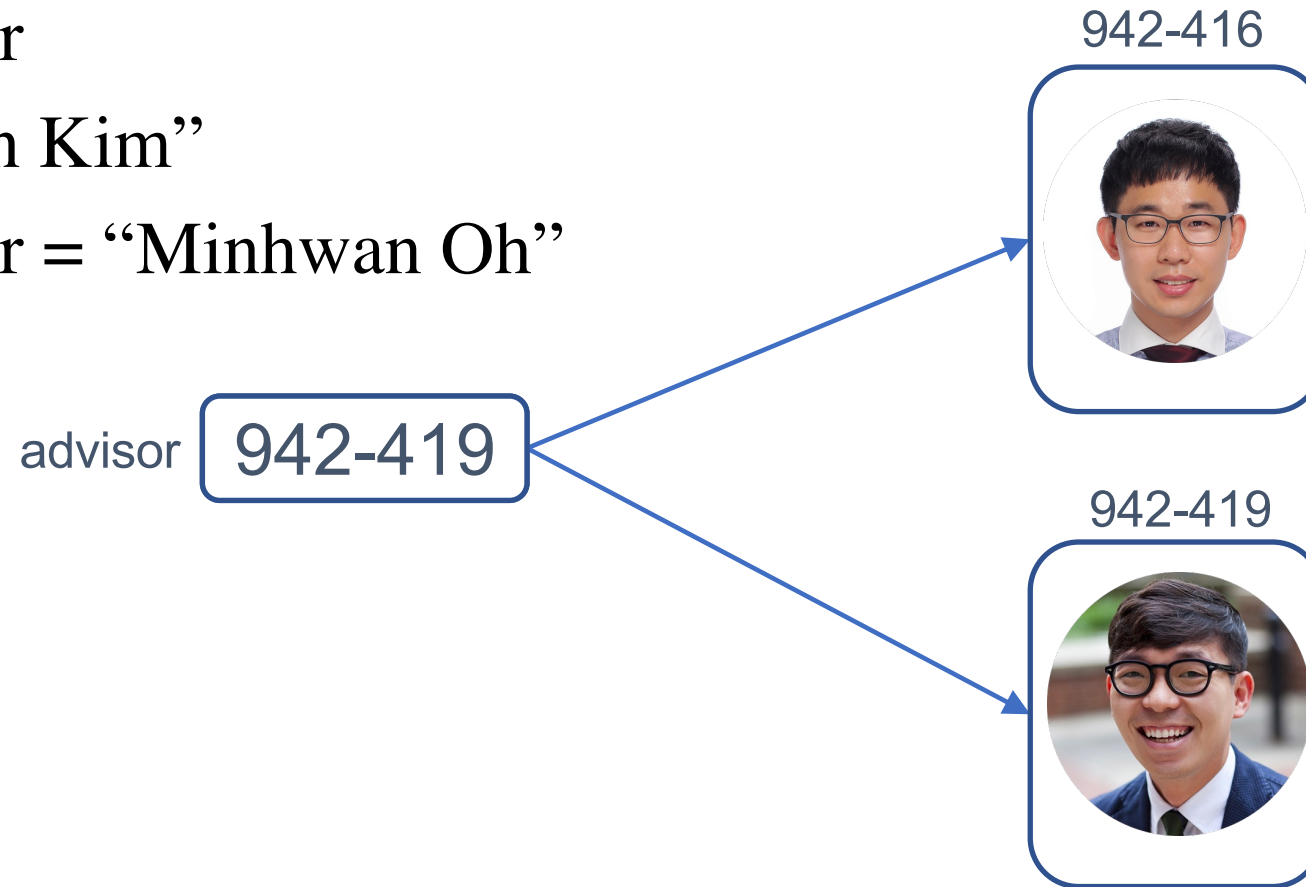 r
n Kim”
r = “Minhwan Oh”
942-416
advisor 942-419
942-419